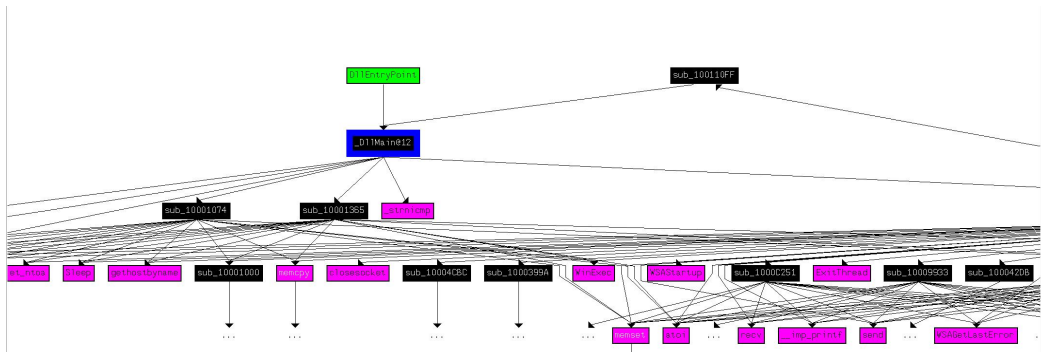 DllEntryPoint
sub_100110FF
_DllMain@12
sub_10001074
sub_10001365
_strnicmp
Sleep
gethostbyname
sub_10001000
memcpy
closesocket
sub_10004CBC
sub_1000399A
WinExec
WSAStartup
sub_1000C251
ExitThread
sub_10009933
sub_100042DB
...
...
...
...
...
memset
atoi
...
recv
__imp_printf
send
...
WSAGetLastError